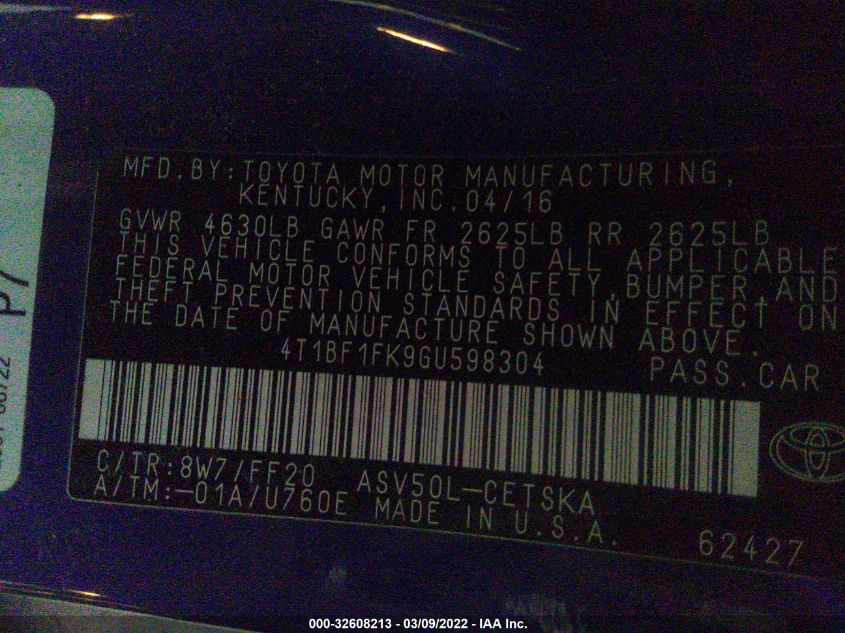 MFD.BY:TOYOTA MOTOR MANUFACTURING,
KENTUCKY,INC.04/16
GVWR 4630LB GAWR FR 2625LB RR 2625LB
THIS VEHICLE CONFORMS TO ALL APPLICABLE
FEDERAL MOTOR VEHICLE SAFETY,BUMPER,AND
THEFT PREVENTION STANDARDS IN EFFECT ON
THE DATE OF MANUFACTURE SHOWN ABOVE.
4T1BF1FK9GU598304 PASS.CAR
C/TR:8W7/FF20 ASV50L-CETSKA
A/TM:-01A/U760E MADE IN U.S.A.
62427
P7
000-32608213 - 03/09/2022 - IAA Inc.